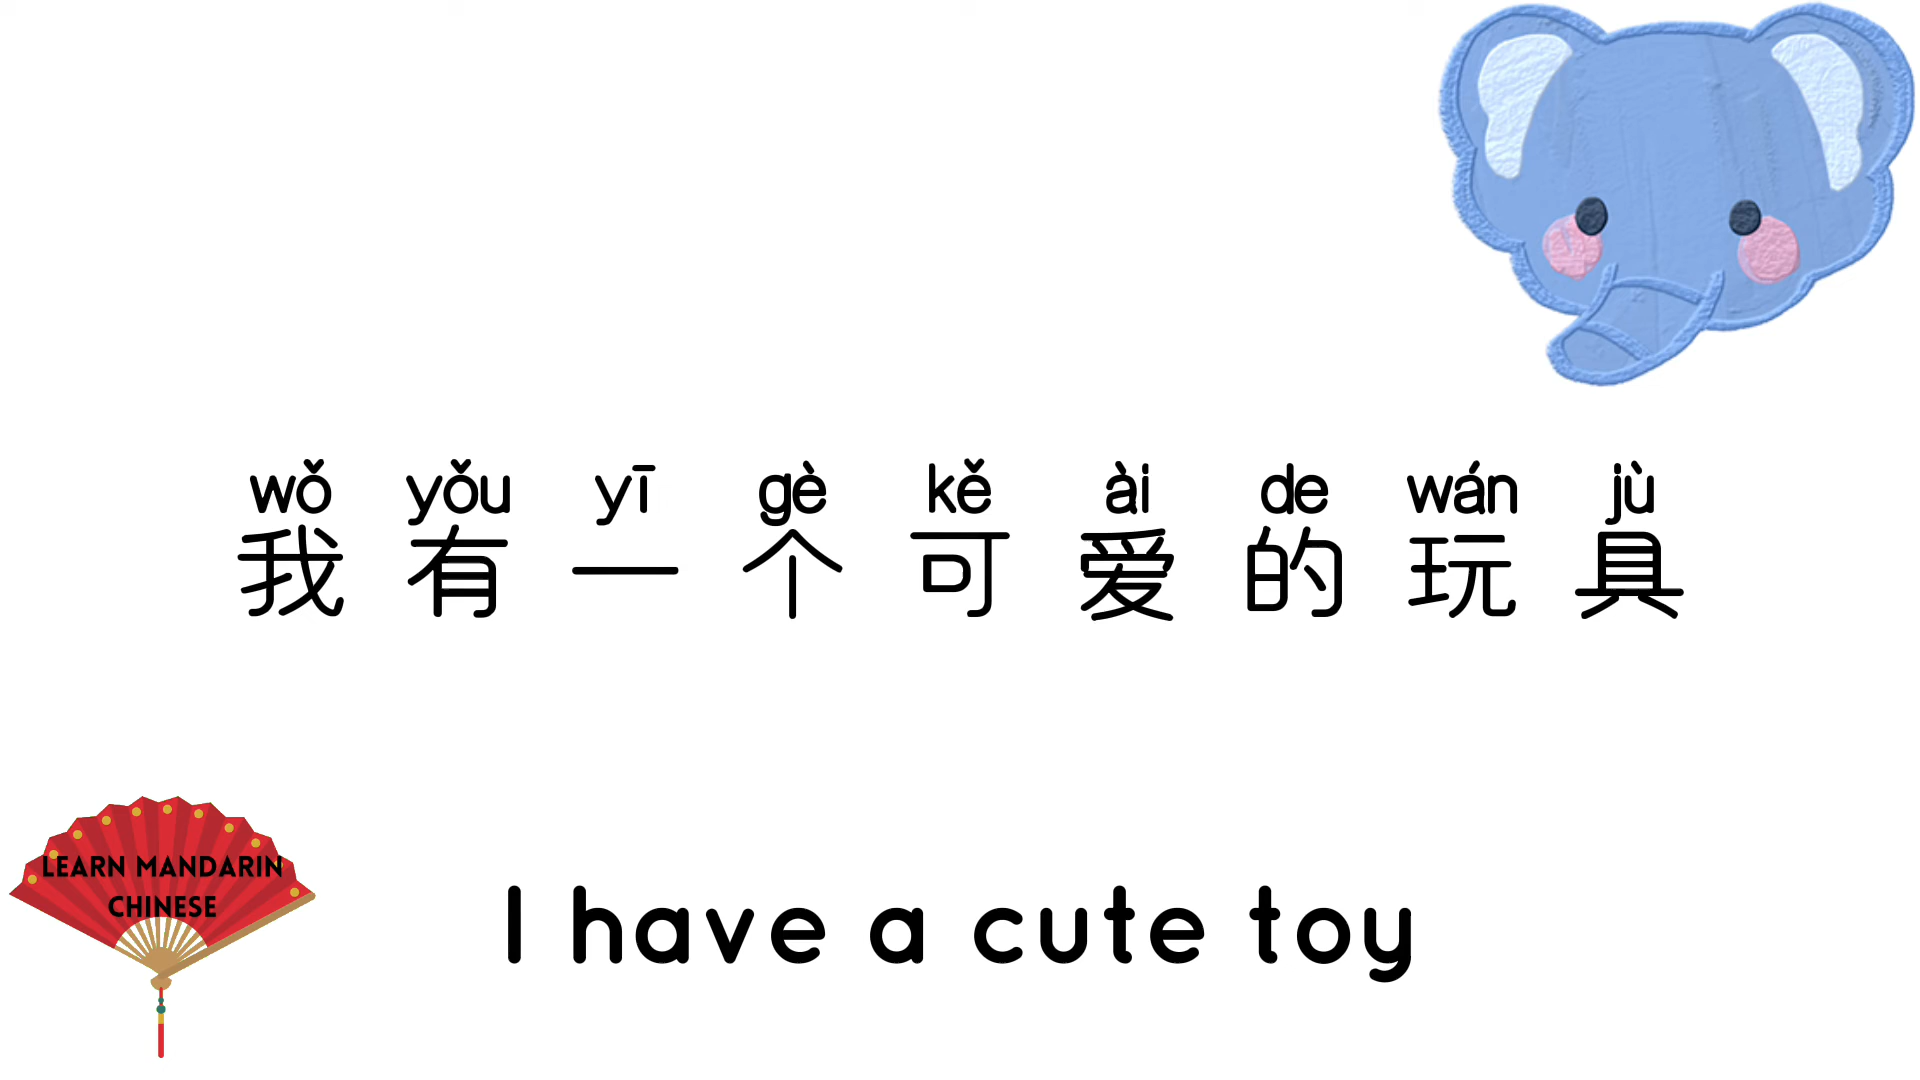 wǒ yǒu yī gè kě ài de wán jù
我有一个可爱的玩具
LEARN MANDARIN
CHINESE
I have a cute toy